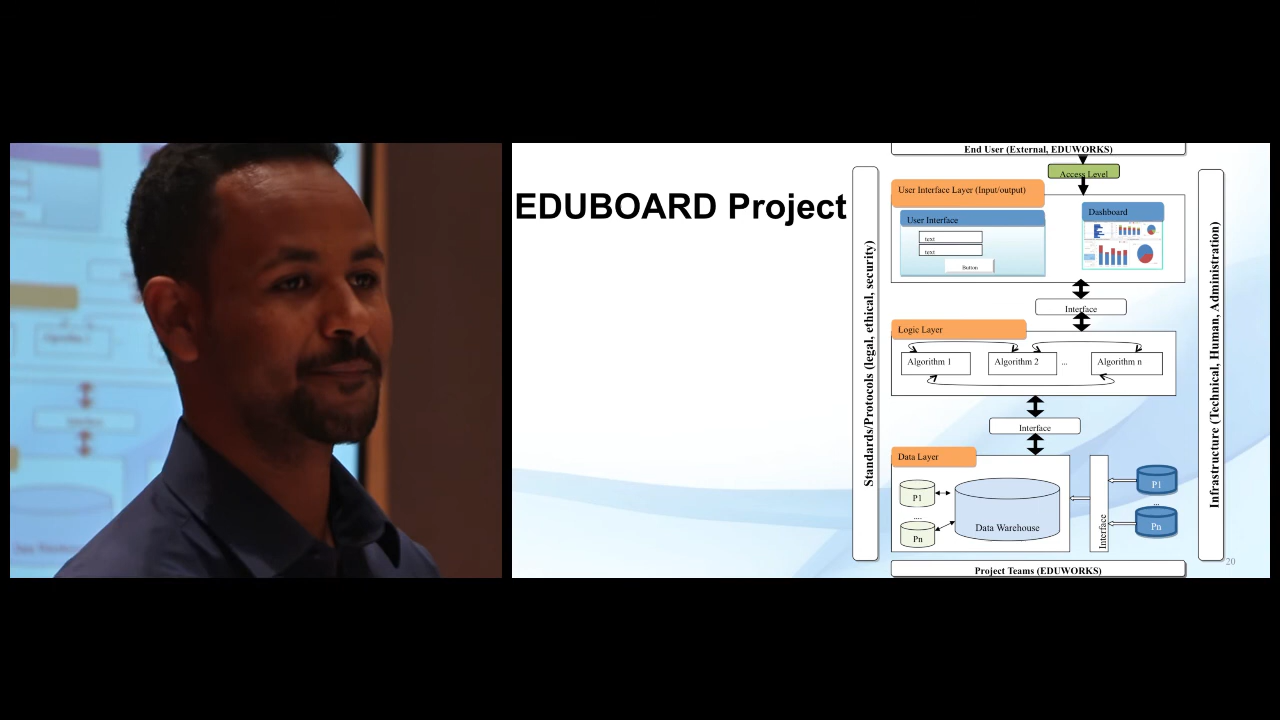 EDUBOARD Project
End User (External, EDUWORKS)
Access Level
User Interface Layer (Input/output)
User Interface
text
text
Button
Dashboard
Interface
Logic Layer
Algorithm 1
Algorithm 2
...
Algorithm n
Interface
Data Layer
P1
....
Pn
Data Warehouse
Interface
P1
...
Pn
Project Teams (EDUWORKS)
Standards/Protocols (legal, ethical, security)
Infrastructure (Technical, Human, Administration)
20